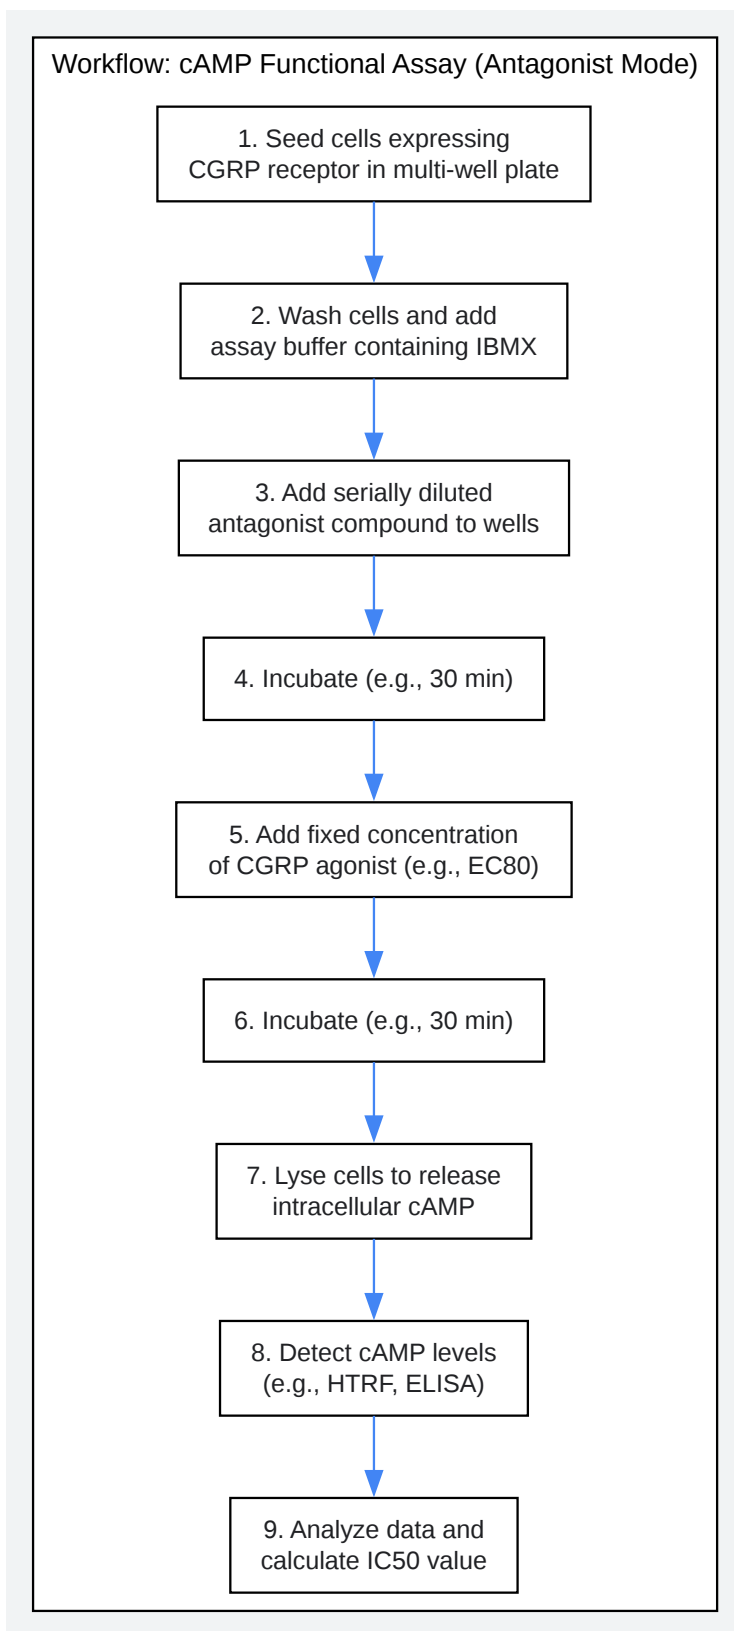 Workflow: cAMP Functional Assay (Antagonist Mode)
1. Seed cells expressing
CGRP receptor in multi-well plate
2. Wash cells and add
assay buffer containing IBMX
3. Add serially diluted
antagonist compound to wells
4. Incubate (e.g., 30 min)
5. Add fixed concentration
of CGRP agonist (e.g., EC80)
6. Incubate (e.g., 30 min)
7. Lyse cells to release
intracellular cAMP
8. Detect cAMP levels
(e.g., HTRF, ELISA)
9. Analyze data and
calculate IC50 value